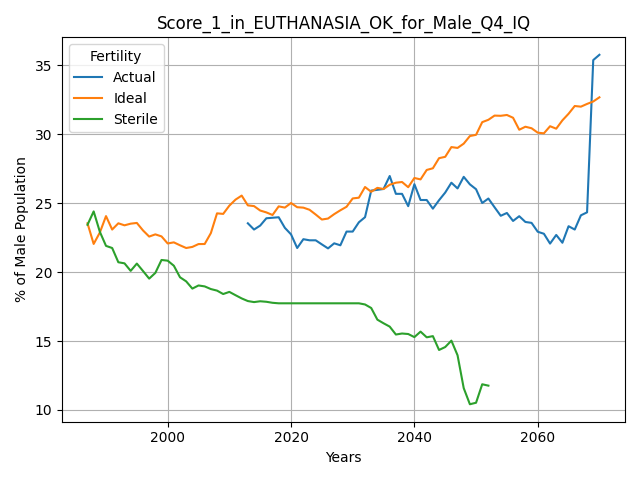 Score_1_in_EUTHANASIA_OK_for_Male_Q4_IQ
Fertility
Actual
Ideal
Sterile
% of Male Population
35
30
25
20
15
10
2000
2020
2040
2060
Years